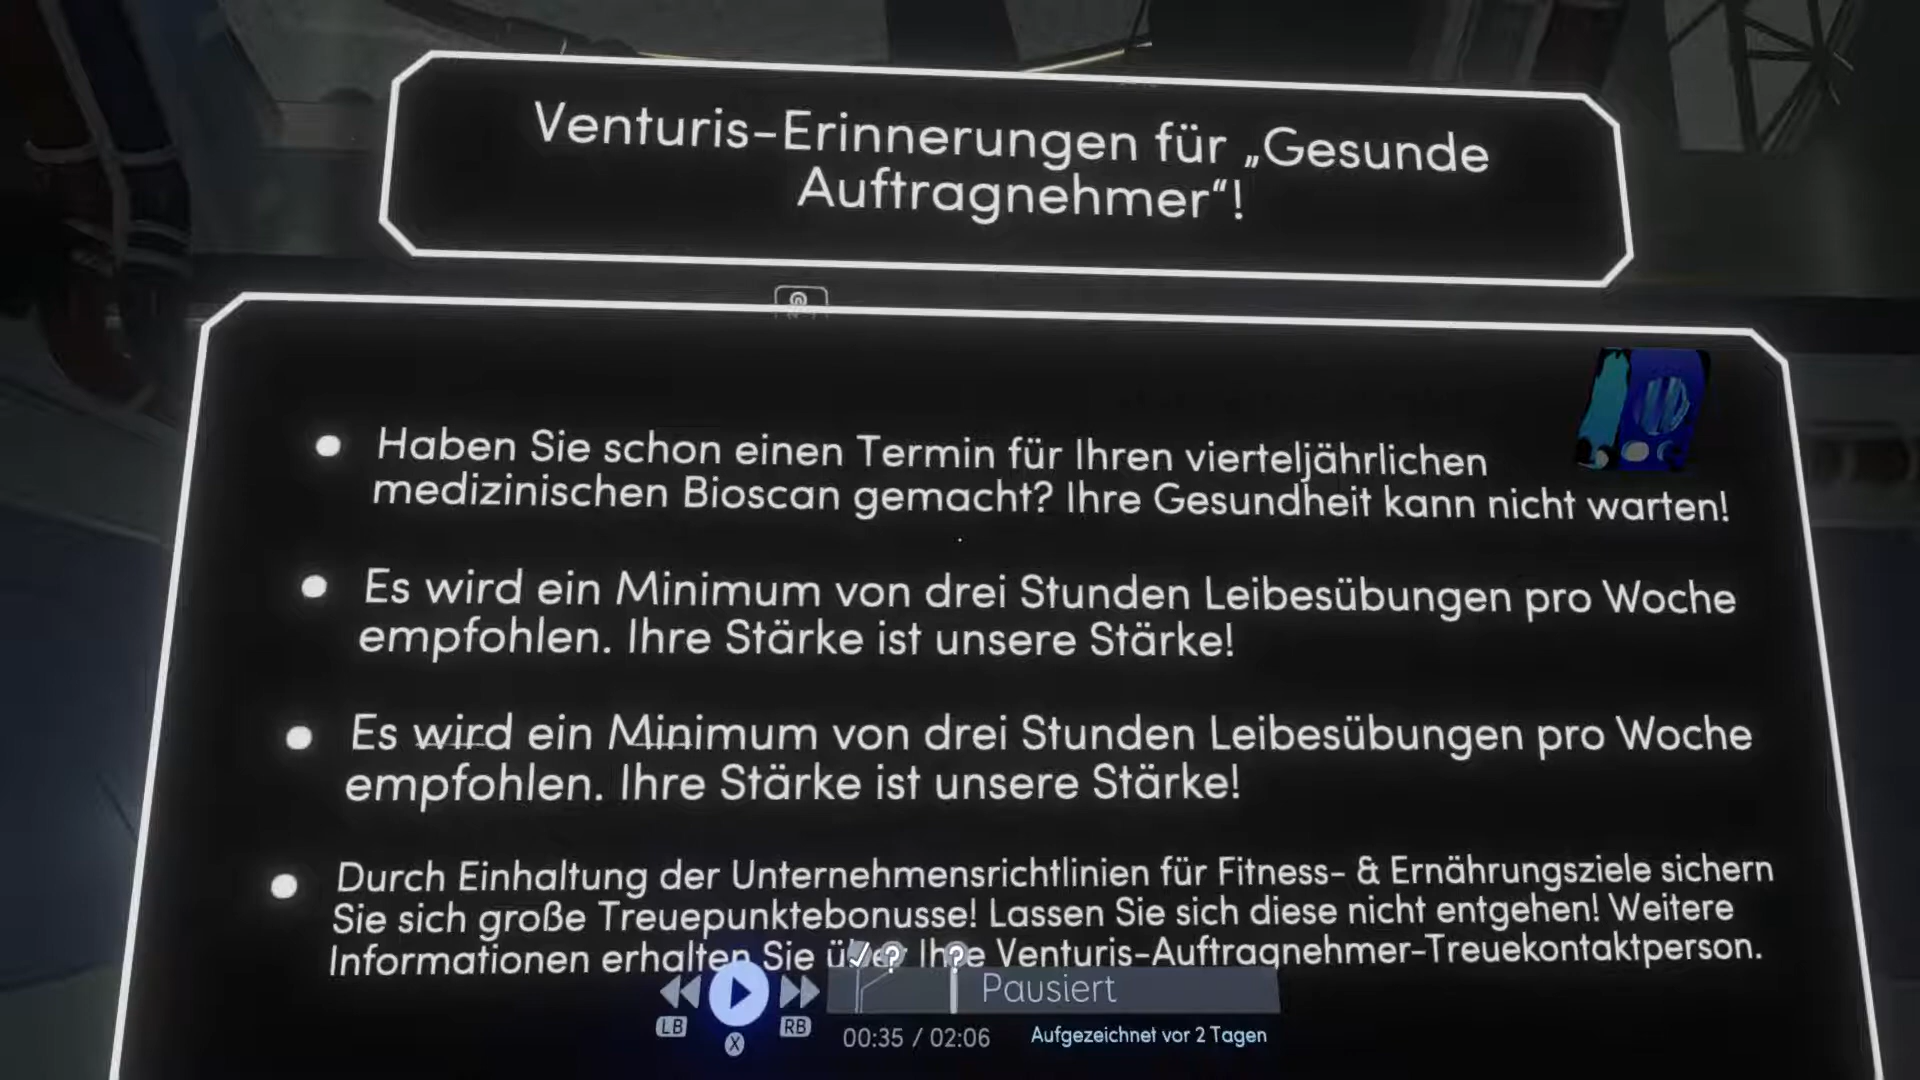 Venturis-Erinnerungen für „Gesunde
Auftragnehmer“!
Haben Sie schon einen Termin für Ihren vierteljährlichen
medizinischen Bioscan gemacht? Ihre Gesundheit kann nicht warten!
Es wird ein Minimum von drei Stunden Leibesübungen pro Woche
empfohlen. Ihre Stärke ist unsere Stärke!
Es wird ein Minimum von drei Stunden Leibesübungen pro Woche
empfohlen. Ihre Stärke ist unsere Stärke!
Durch Einhaltung der Unternehmensrichtlinien für Fitness- & Ernährungsziele sichern
Sie sich große Treuepunktebonusse! Lassen Sie sich diese nicht entgehen! Weitere
Informationen erhalten Sie über Ihre Venturis-Auftragnehmer-Treuekontaktperson.
? ?
Pausiert
LB RB
X
00:35 / 02:06 Aufgezeichnet vor 2 Tagen